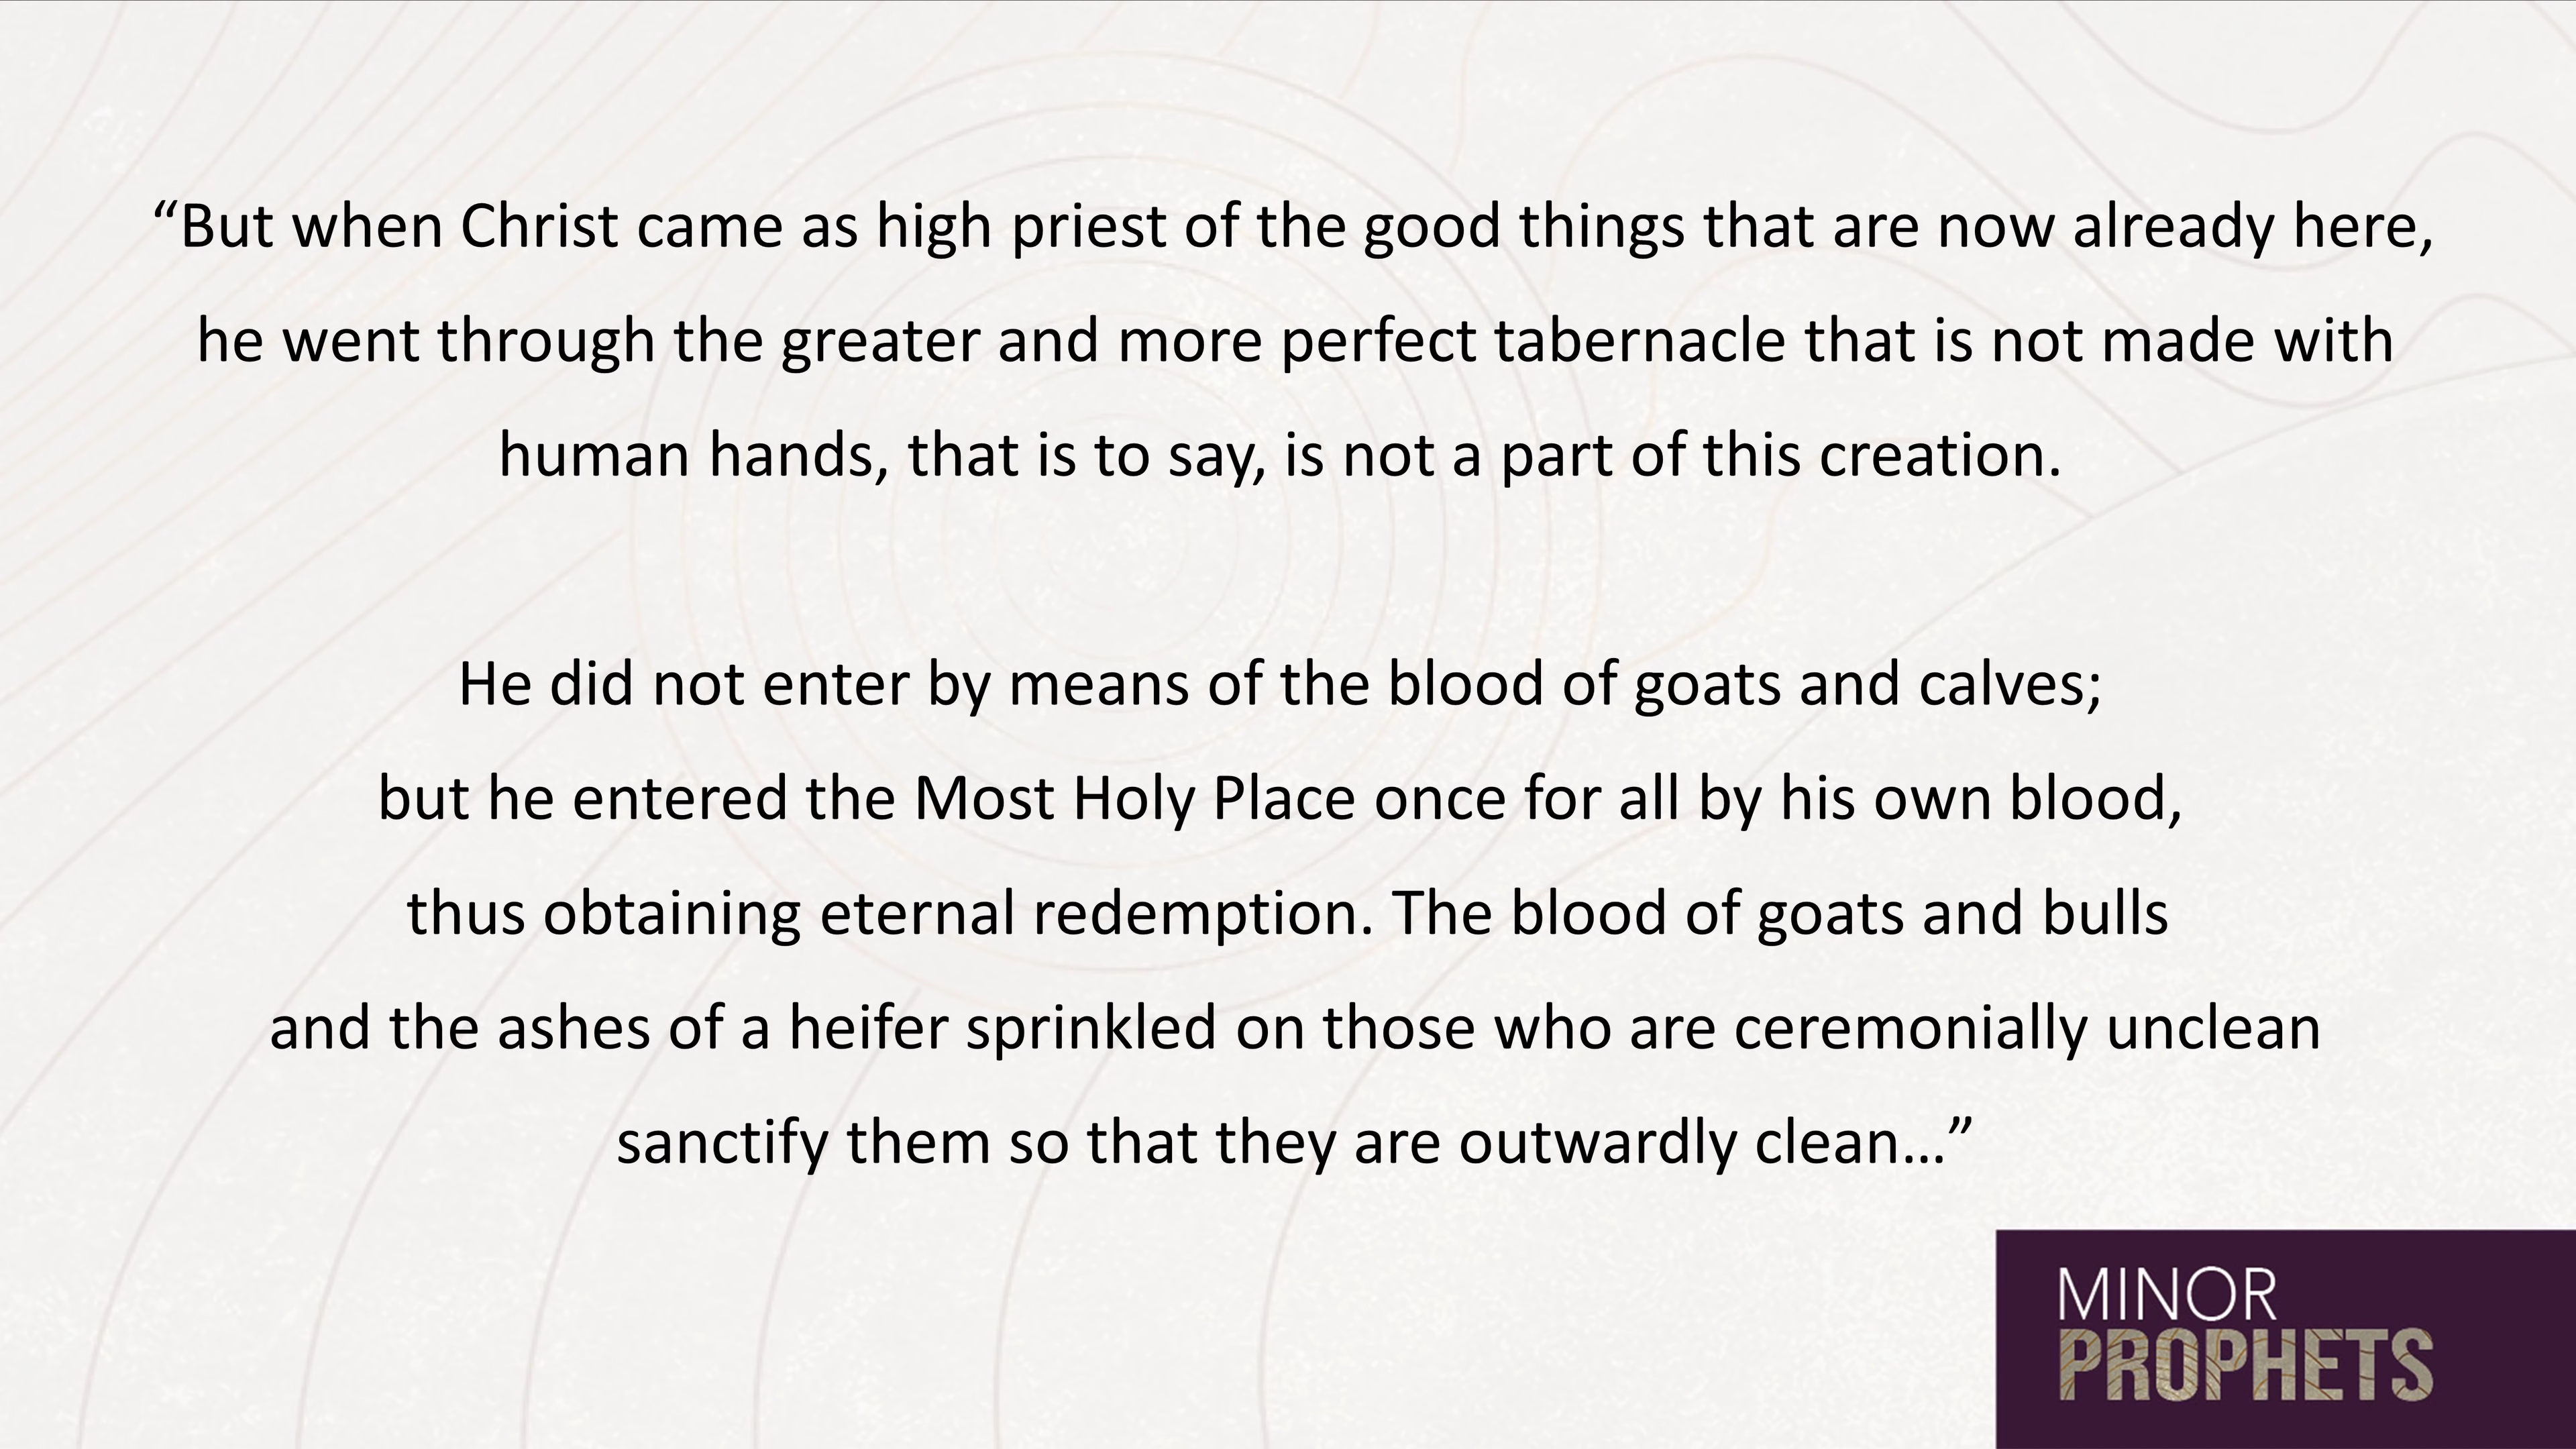 “But when Christ came as high priest of the good things that are now already here,
he went through the greater and more perfect tabernacle that is not made with
human hands, that is to say, is not a part of this creation.
He did not enter by means of the blood of goats and calves;
but he entered the Most Holy Place once for all by his own blood,
thus obtaining eternal redemption. The blood of goats and bulls
and the ashes of a heifer sprinkled on those who are ceremonially unclean
sanctify them so that they are outwardly clean…”
MINOR
PROPHETS